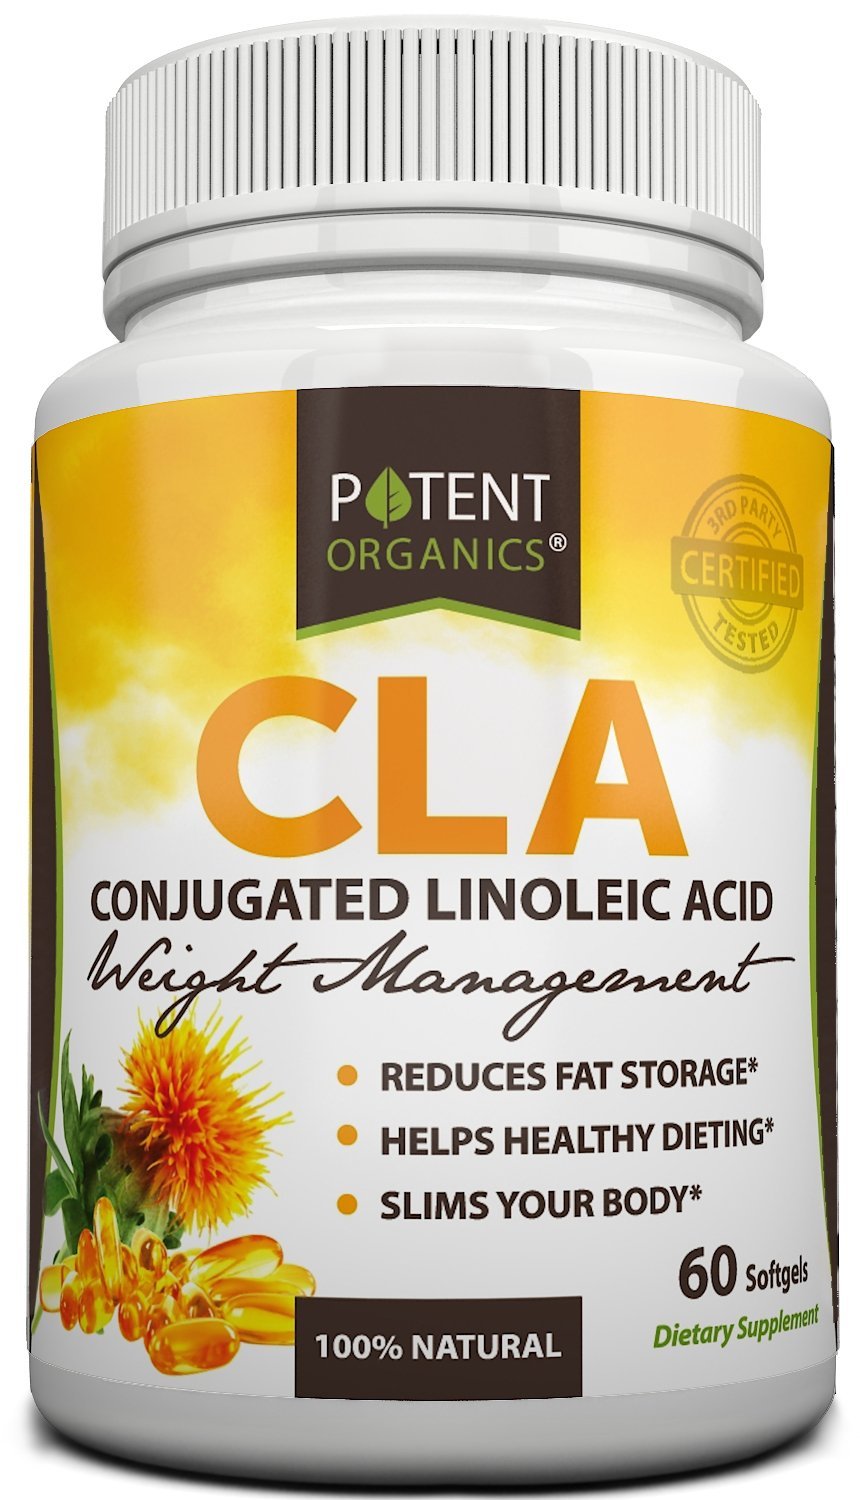 P TENT
ORGANICS®
3RD PARTY
CERTIFIED
TESTED
CLA
CONJUGATED LINOLEIC ACID
Weight Management
• REDUCES FAT STORAGE*
• HELPS HEALTHY DIETING*
• SLIMS YOUR BODY*
60 Softgels
Dietary Supplement
100% NATURAL